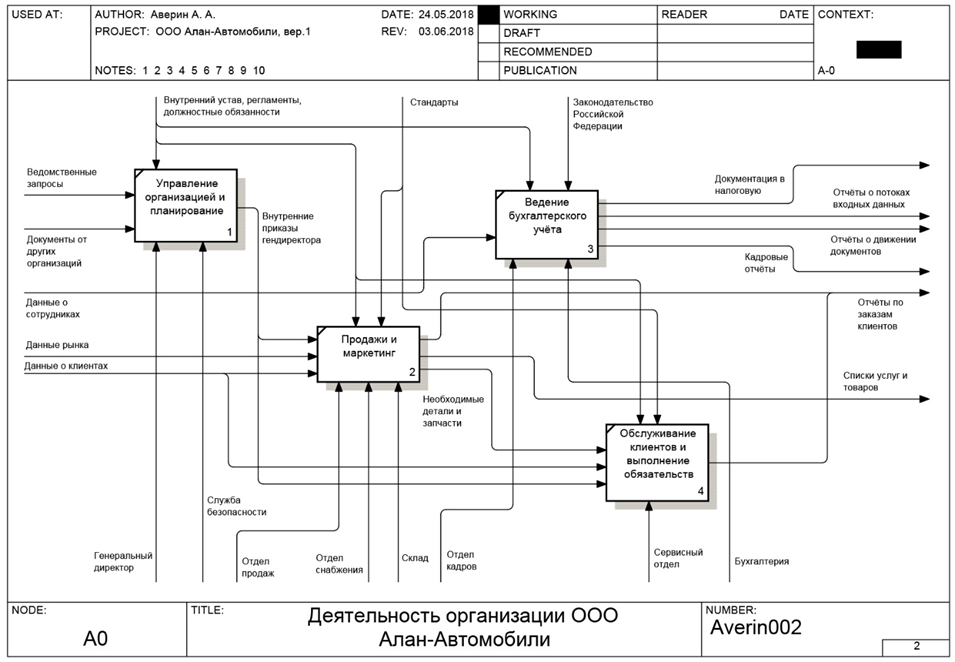 USED AT:
AUTHOR: Аверин А. А.
DATE: 24.05.2018
PROJECT: ООО Алан-Автомобили, вер.1
REV: 03.06.2018
NOTES: 1 2 3 4 5 6 7 8 9 10
WORKING
DRAFT
RECOMMENDED
PUBLICATION
READER DATE
CONTEXT:
A-0
Внутренний устав, регламенты,
должностные обязанности
Стандарты
Законодательство
Российской
Федерации
Ведомственные
запросы
Документы от
других
организаций
Управление
организацией и
планирование
1
Внутренние
приказы
гендиректора
Ведение
бухгалтерского
учёта
3
Документация в
налоговую
Отчёты о потоках
входных данных
Отчёты о движении
документов
Кадровые
отчёты
Данные о
сотрудниках
Отчёты по
заказам
клиентов
Данные рынка
Данные о клиентах
Продажи и
маркетинг
2
Необходимые
детали и
запчасти
Списки услуг и
товаров
Обслуживание
клиентов и
выполнение
обязательств
4
Служба
безопасности
Генеральный
директор
Отдел
продаж
Отдел
снабжения
Склад
Отдел
кадров
Сервисный
отдел
Бухгалтерия
NODE:
A0
TITLE:
Деятельность организации ООО
Алан-Автомобили
NUMBER:
Averin002
2